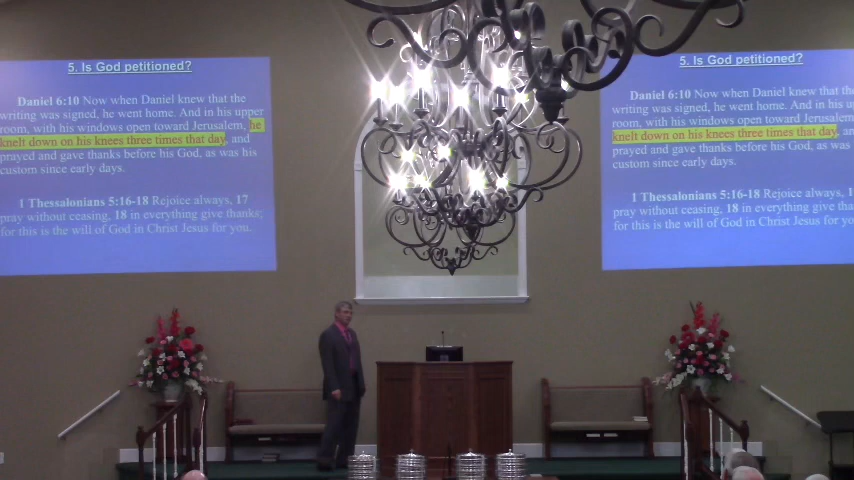 5. Is God petitioned?
Daniel 6:10 Now when Daniel knew that the
writing was signed, he went home. And in his upper
room, with his windows open toward Jerusalem, he
knelt down on his knees three times that day, and
prayed and gave thanks before his God, as was his
custom since early days.
1 Thessalonians 5:16-18 Rejoice always, 17
pray without ceasing, 18 in everything give thanks;
for this is the will of God in Christ Jesus for you.
5. Is God petitioned?
Daniel 6:10 Now when Daniel knew that the
writing was signed, he went home. And in his up
room, with his windows open toward Jerusalem,
knelt down on his knees three times that day, and
prayed and gave thanks before his God, as was
custom since early days.
1 Thessalonians 5:16-18 Rejoice always, 1
pray without ceasing, 18 in everything give tha
for this is the will of God in Christ Jesus for yo